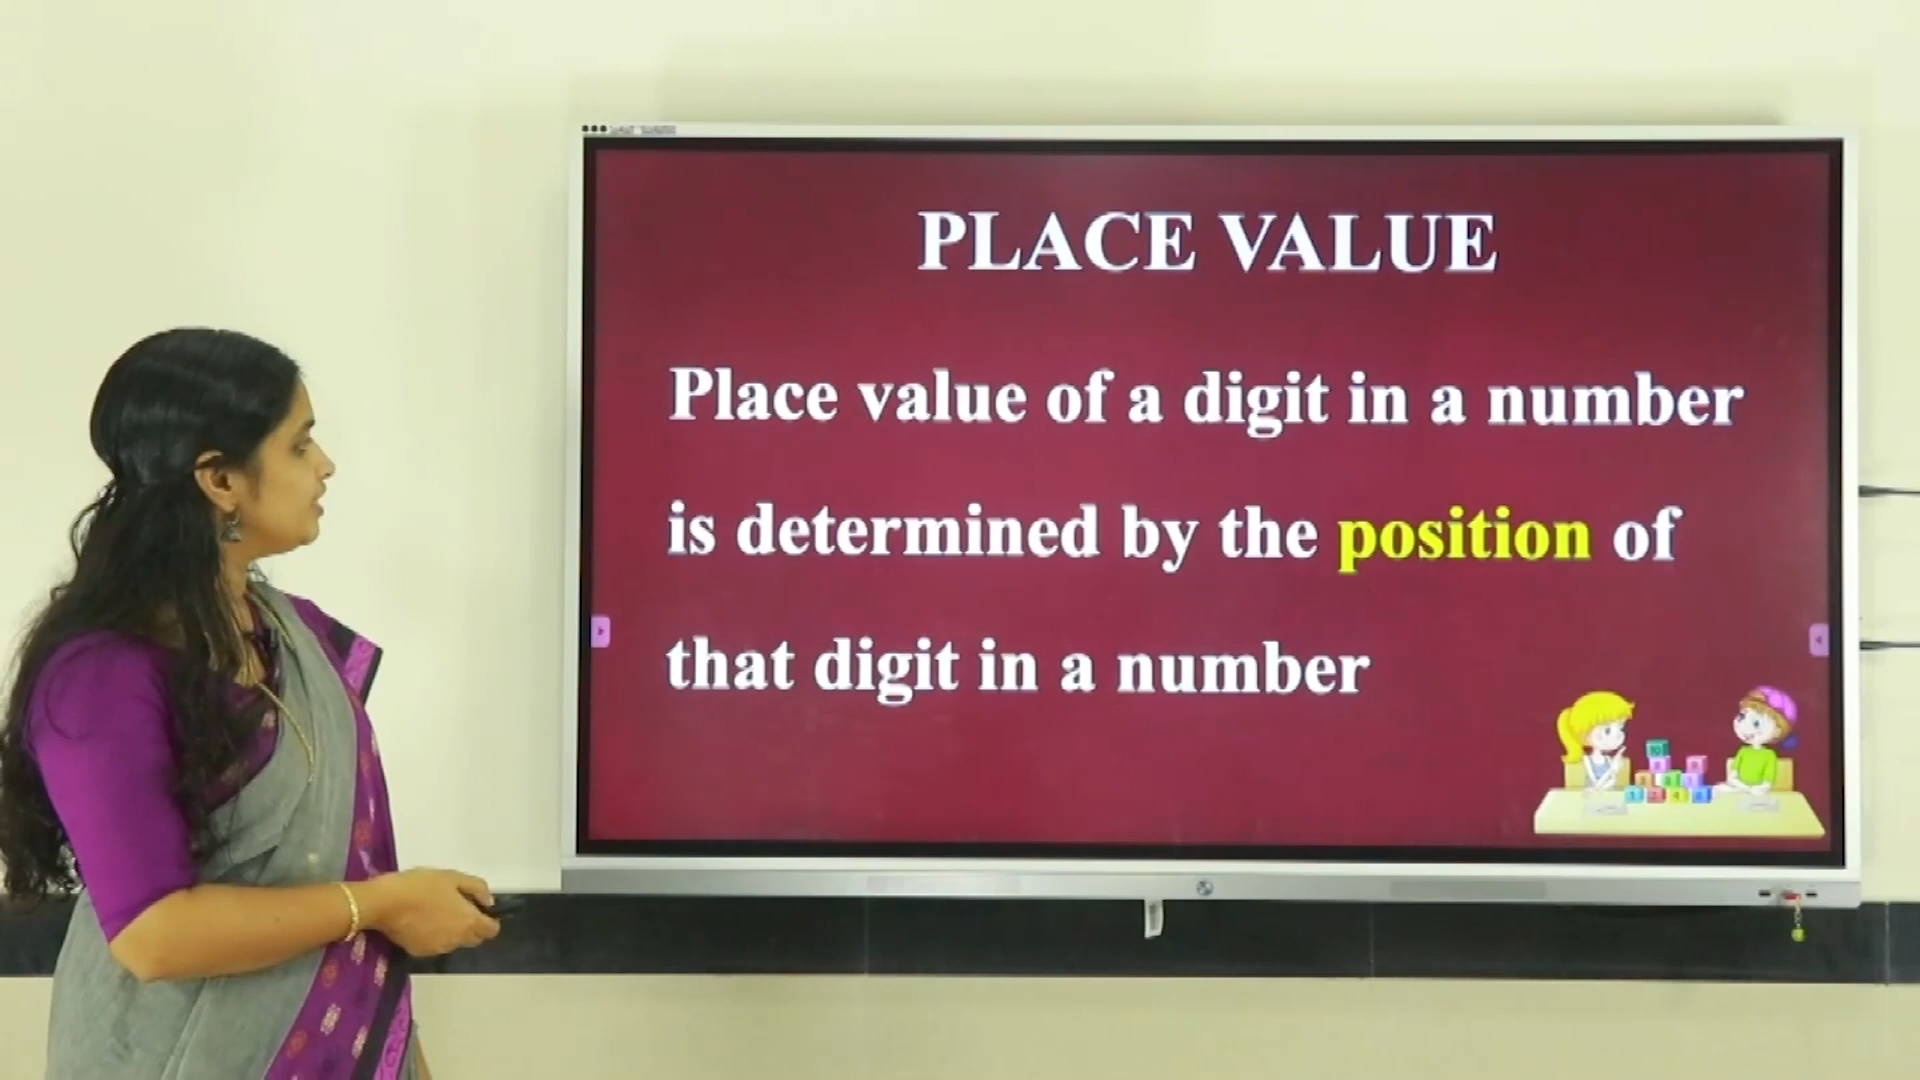 PLACE VALUE
Place value of a digit in a number
is determined by the position of
that digit in a number